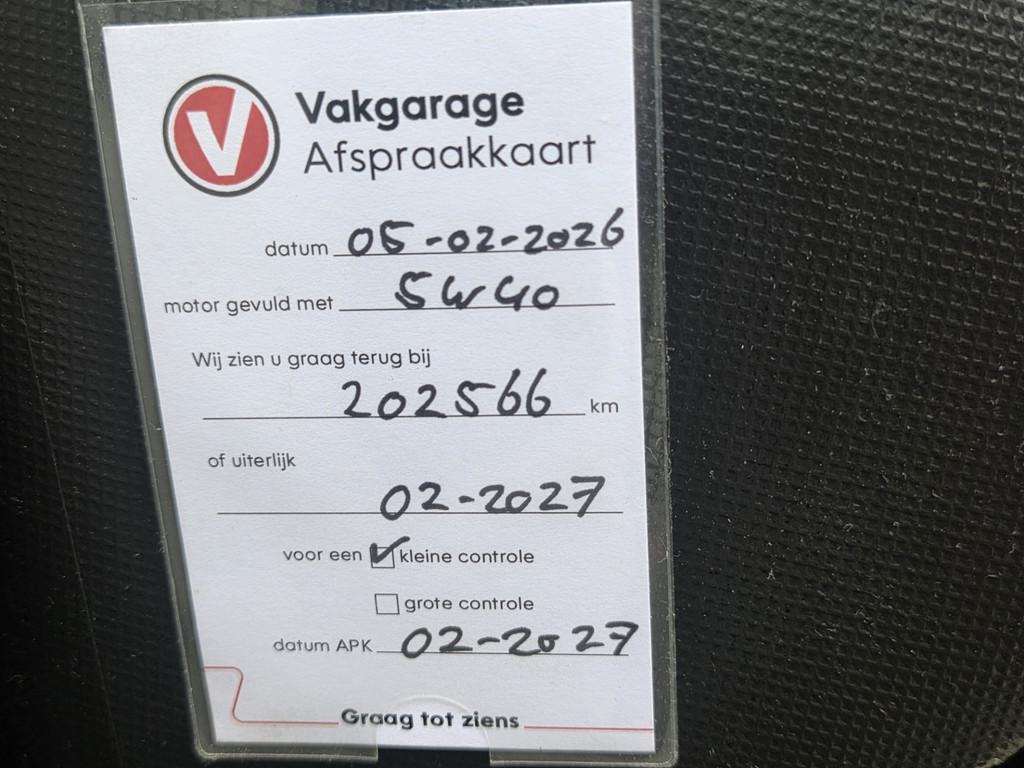 V
Vakgarage
Afspraakkaart
datum 05-02-2026
motor gevuld met 5W40
Wij zien u graag terug bij
202566 km
of uiterlijk
02-2027
voor een ✓ kleine controle
☐ grote controle
datum APK 02-2027
Graag tot ziens